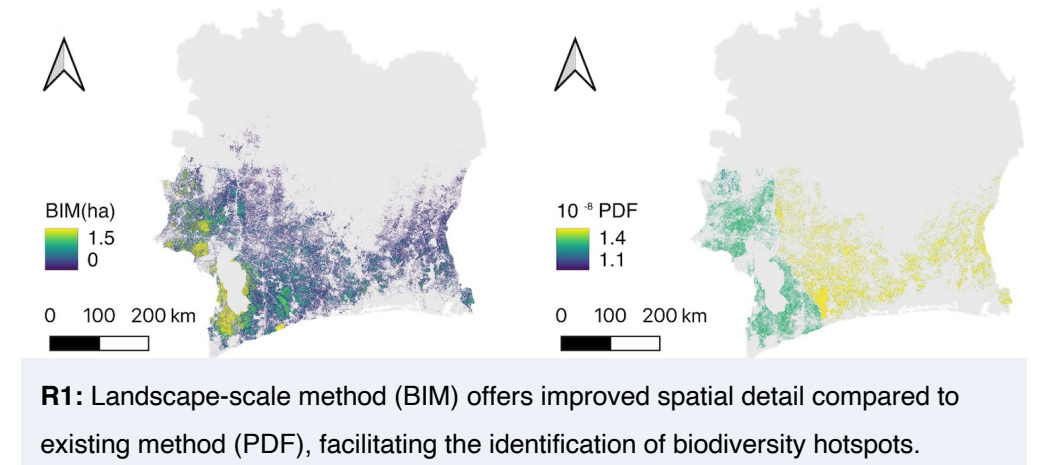 BIM(ha)
1.5
0
0 100 200 km
10 ⁻⁸ PDF
1.4
1.1
0 100 200 km
R1: Landscape-scale method (BIM) offers improved spatial detail compared to
existing method (PDF), facilitating the identification of biodiversity hotspots.